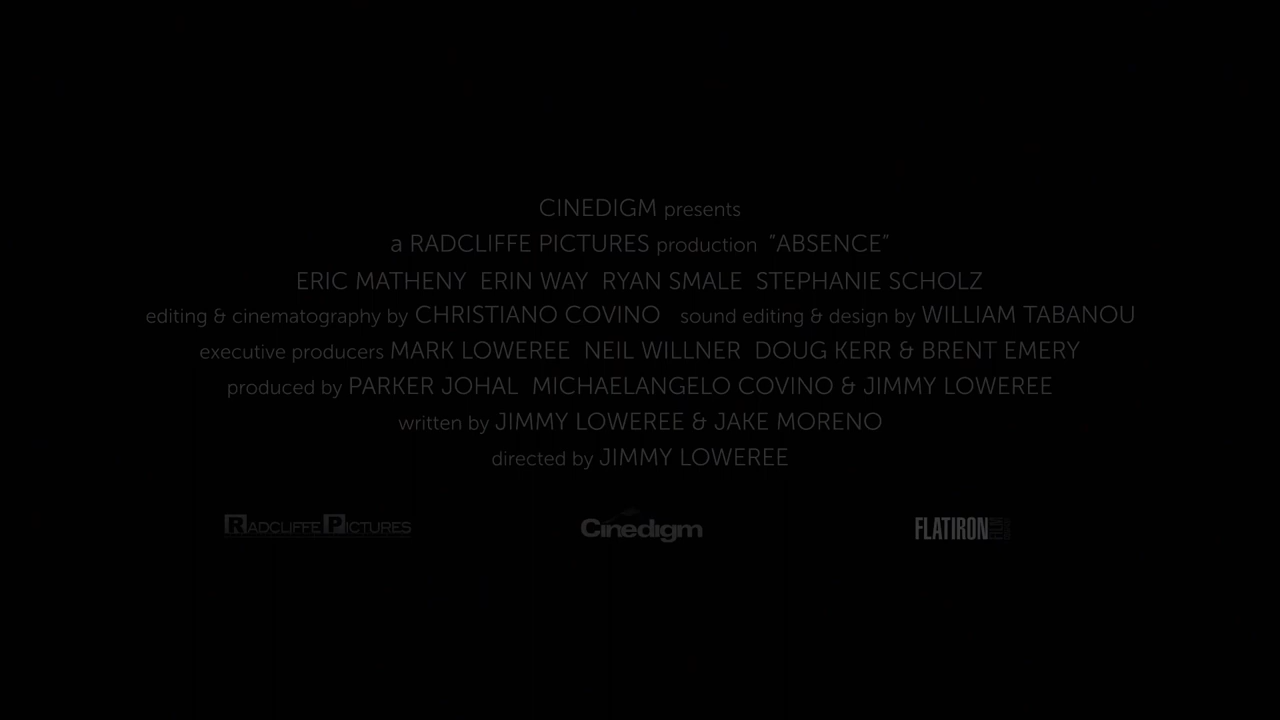 CINEDIGM presents
a RADCLIFFE PICTURES production "ABSENCE"
ERIC MATHENY ERIN WAY RYAN SMALE STEPHANIE SCHOLZ
editing & cinematography by CHRISTIANO COVINO sound editing & design by WILLIAM TABANOU
executive producers MARK LOWEREE NEIL WILLNER DOUG KERR & BRENT EMERY
produced by PARKER JOHAL MICHAELANGELO COVINO & JIMMY LOWEREE
written by JIMMY LOWEREE & JAKE MORENO
directed by JIMMY LOWEREE
RADCLIFFE PICTURES Cinedigm FLATIRON FILM